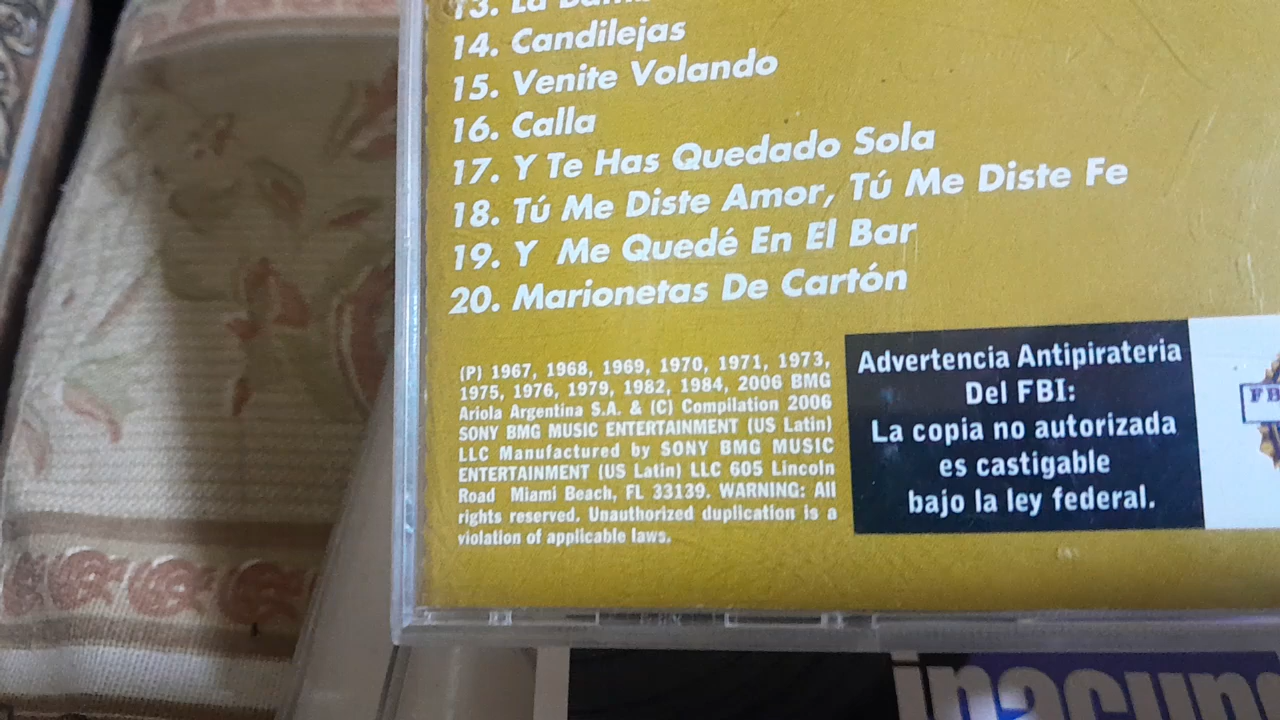 13. La
14. Candilejas
15. Venite Volando
16. Calla
17. Y Te Has Quedado Sola
18. Tú Me Diste Amor, Tú Me Diste Fe
19. Y Me Quedé En El Bar
20. Marionetas De Cartón
(P) 1967, 1968, 1969, 1970, 1971, 1973,
1975, 1976, 1979, 1982, 1984, 2006 BMG
Ariola Argentina S.A. & (C) Compilation 2006
SONY BMG MUSIC ENTERTAINMENT (US Latin)
LLC Manufactured by SONY BMG MUSIC
ENTERTAINMENT (US Latin) LLC 605 Lincoln
Road Miami Beach, FL 33139. WARNING: All
rights reserved. Unauthorized duplication is a
violation of applicable laws.
Advertencia Antipirateria
Del FBI:
La copia no autorizada
es castigable
bajo la ley federal.
FB